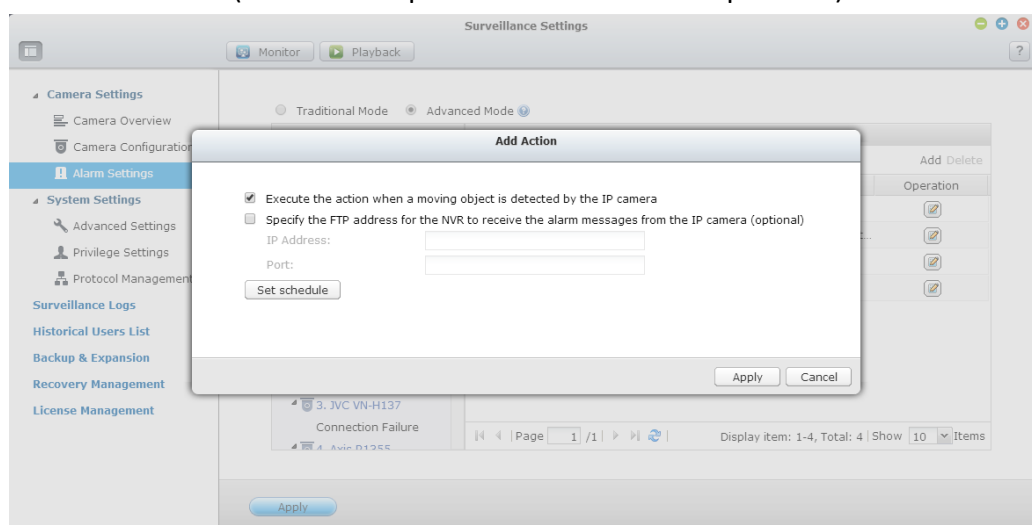 Surveillance Settings
Monitor
Playback
?
Camera Settings
Camera Overview
Camera Configuration
Alarm Settings
System Settings
Advanced Settings
Privilege Settings
Protocol Management
Surveillance Logs
Historical Users List
Backup & Expansion
Recovery Management
License Management
Traditional Mode
Advanced Mode
Add Action
Execute the action when a moving object is detected by the IP camera
Specify the FTP address for the NVR to receive the alarm messages from the IP camera (optional)
IP Address:
Port:
Set schedule
Apply Cancel
Add Delete
Operation
3. JVC VN-H137
Connection Failure
4. Axis P1355
Page 1 /1
Display item: 1-4, Total: 4 Show 10 Items
Apply